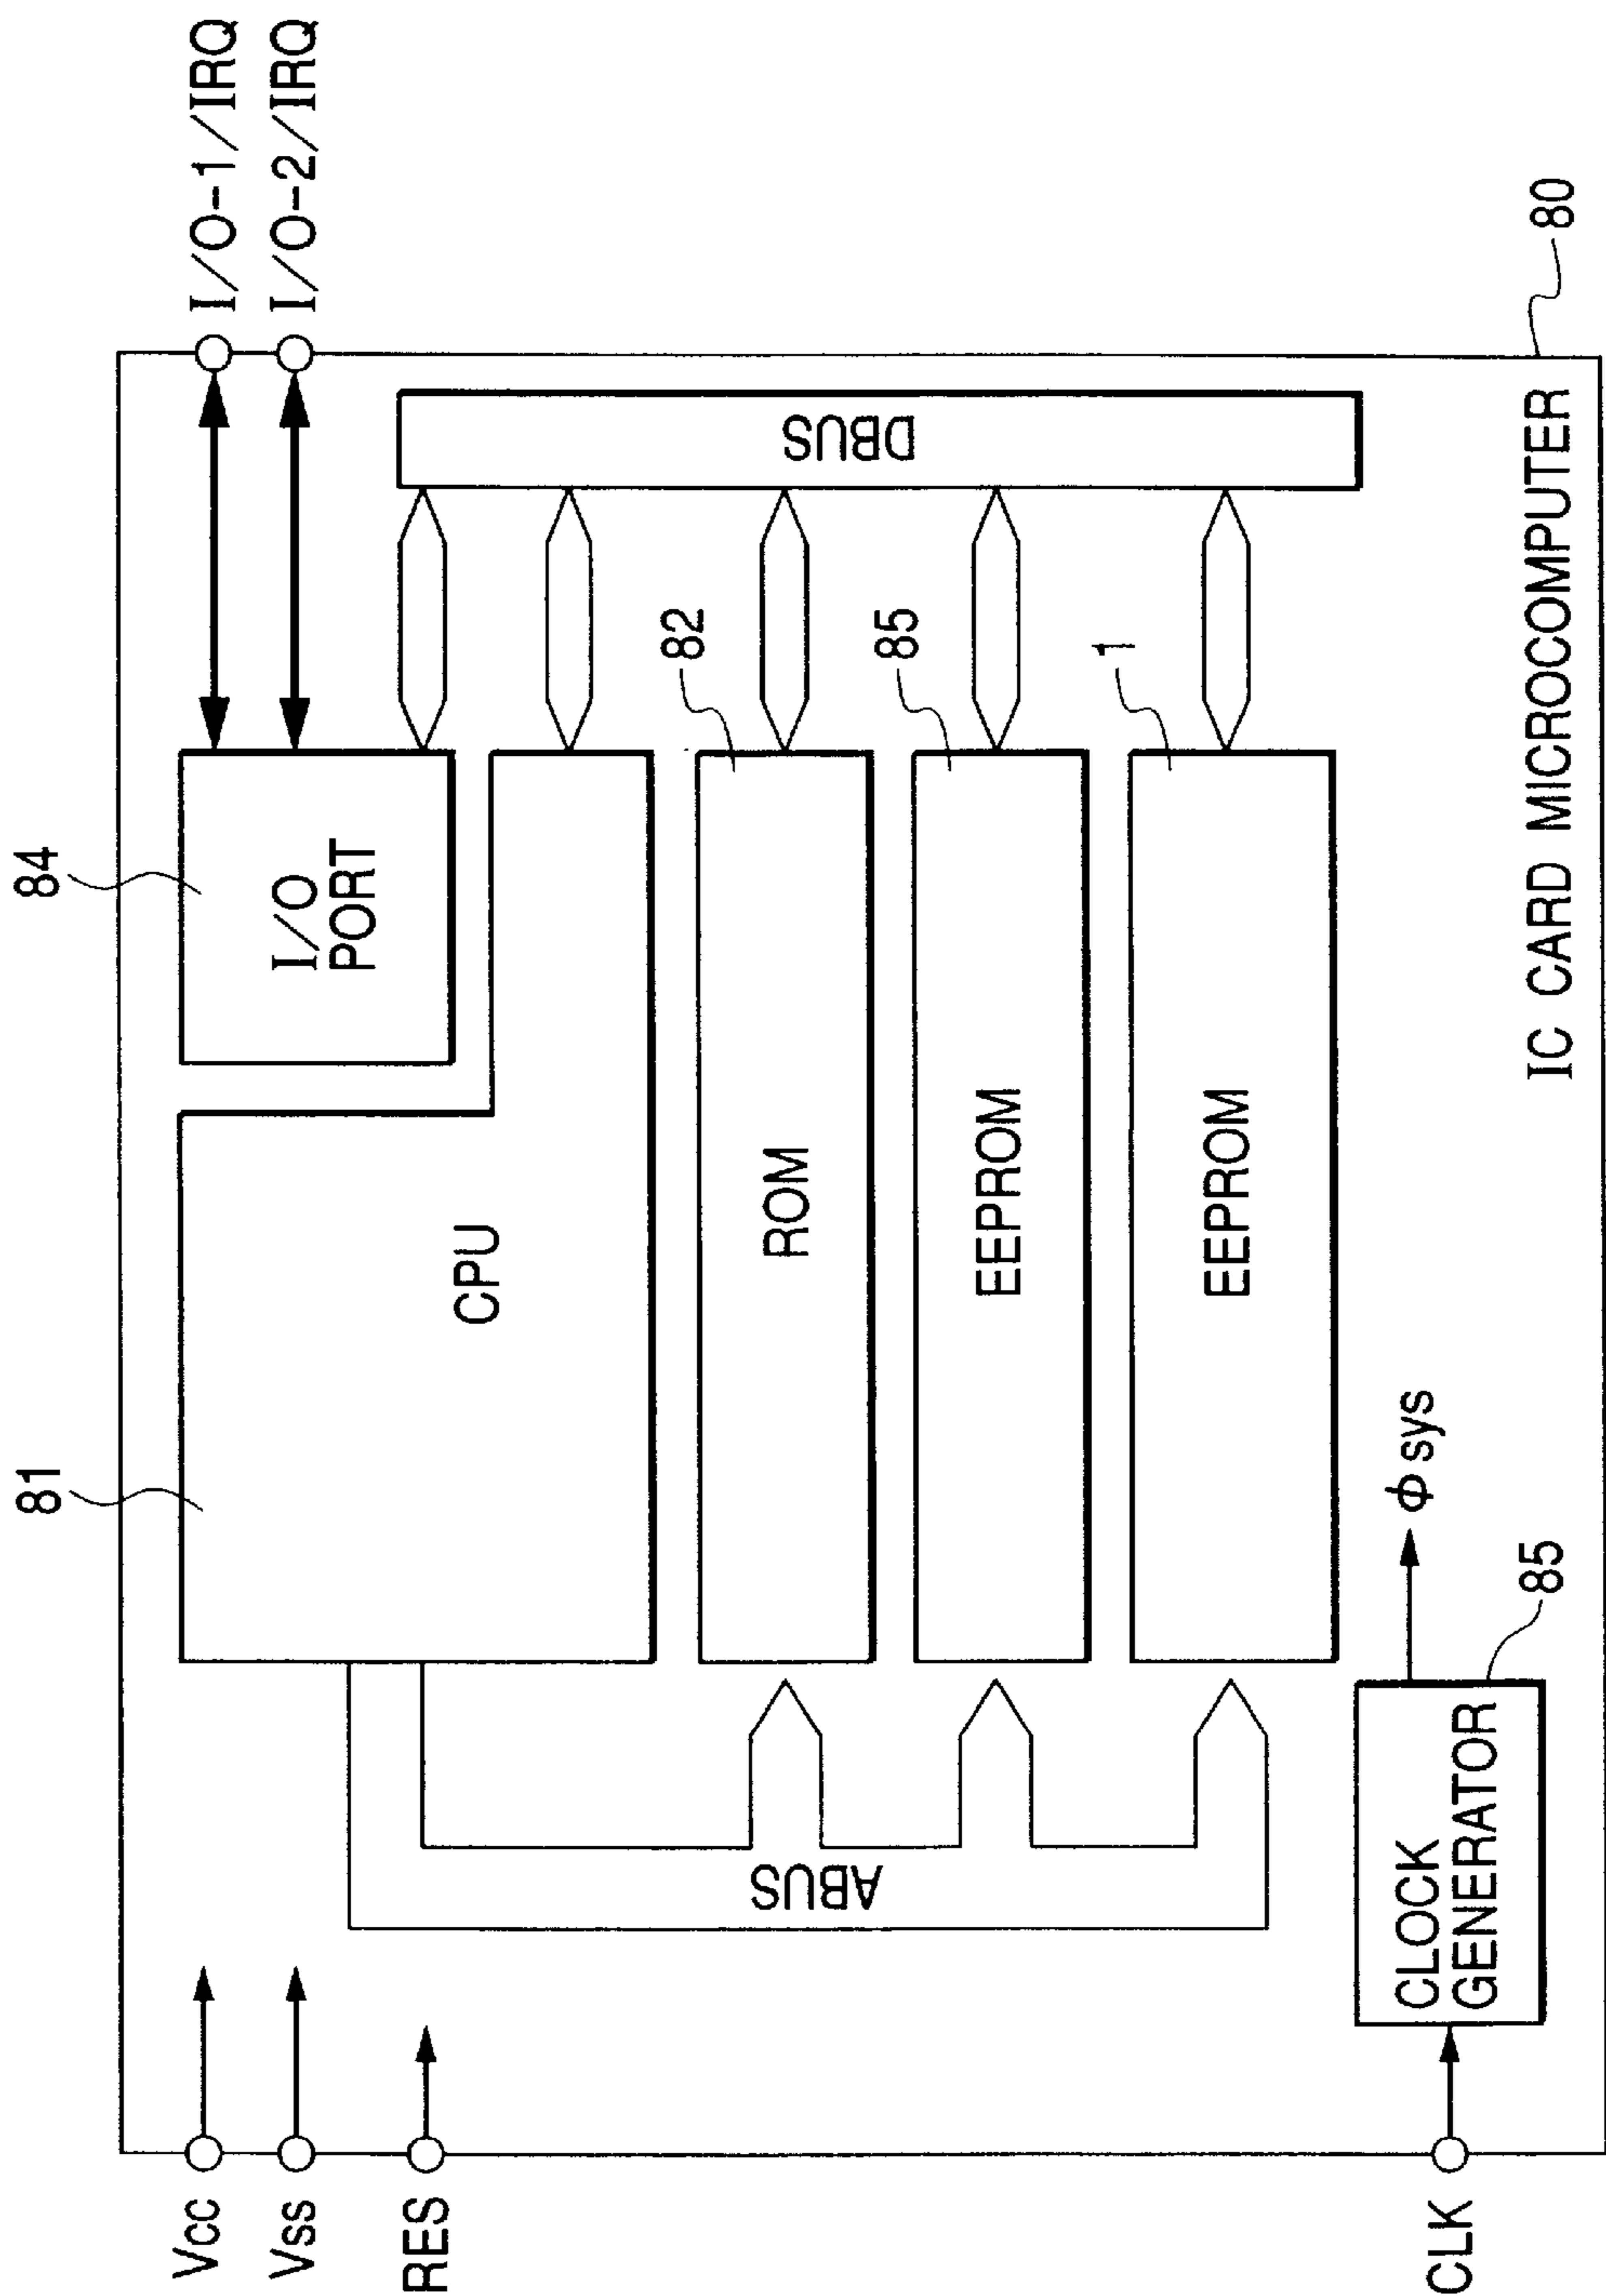 84
81
I/O-1/IRQ
I/O-2/IRQ
Vcc
Vss
RES
I/O
PORT
CPU
DBUS
ABUS
82
ROM
85
EEPROM
1
EEPROM
CLK
CLOCK
GENERATOR
85
φsys
IC CARD MICROCOMPUTER
80